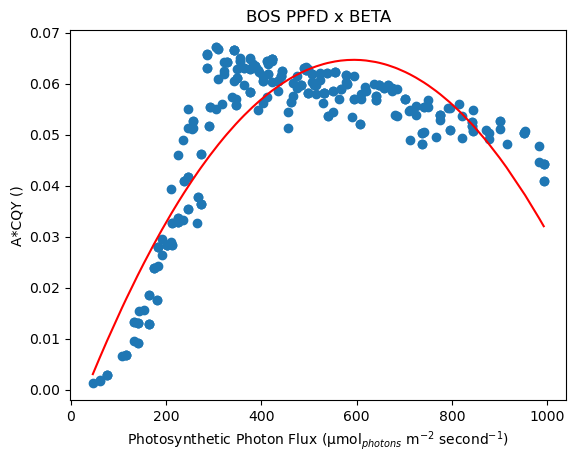 BOS PPFD x BETA
0.07
0.06
0.05
0.04
0.03
0.02
0.01
0.00
A*CQY ()
0 200 400 600 800 1000
Photosynthetic Photon Flux (μmol_photons m⁻² second⁻¹)